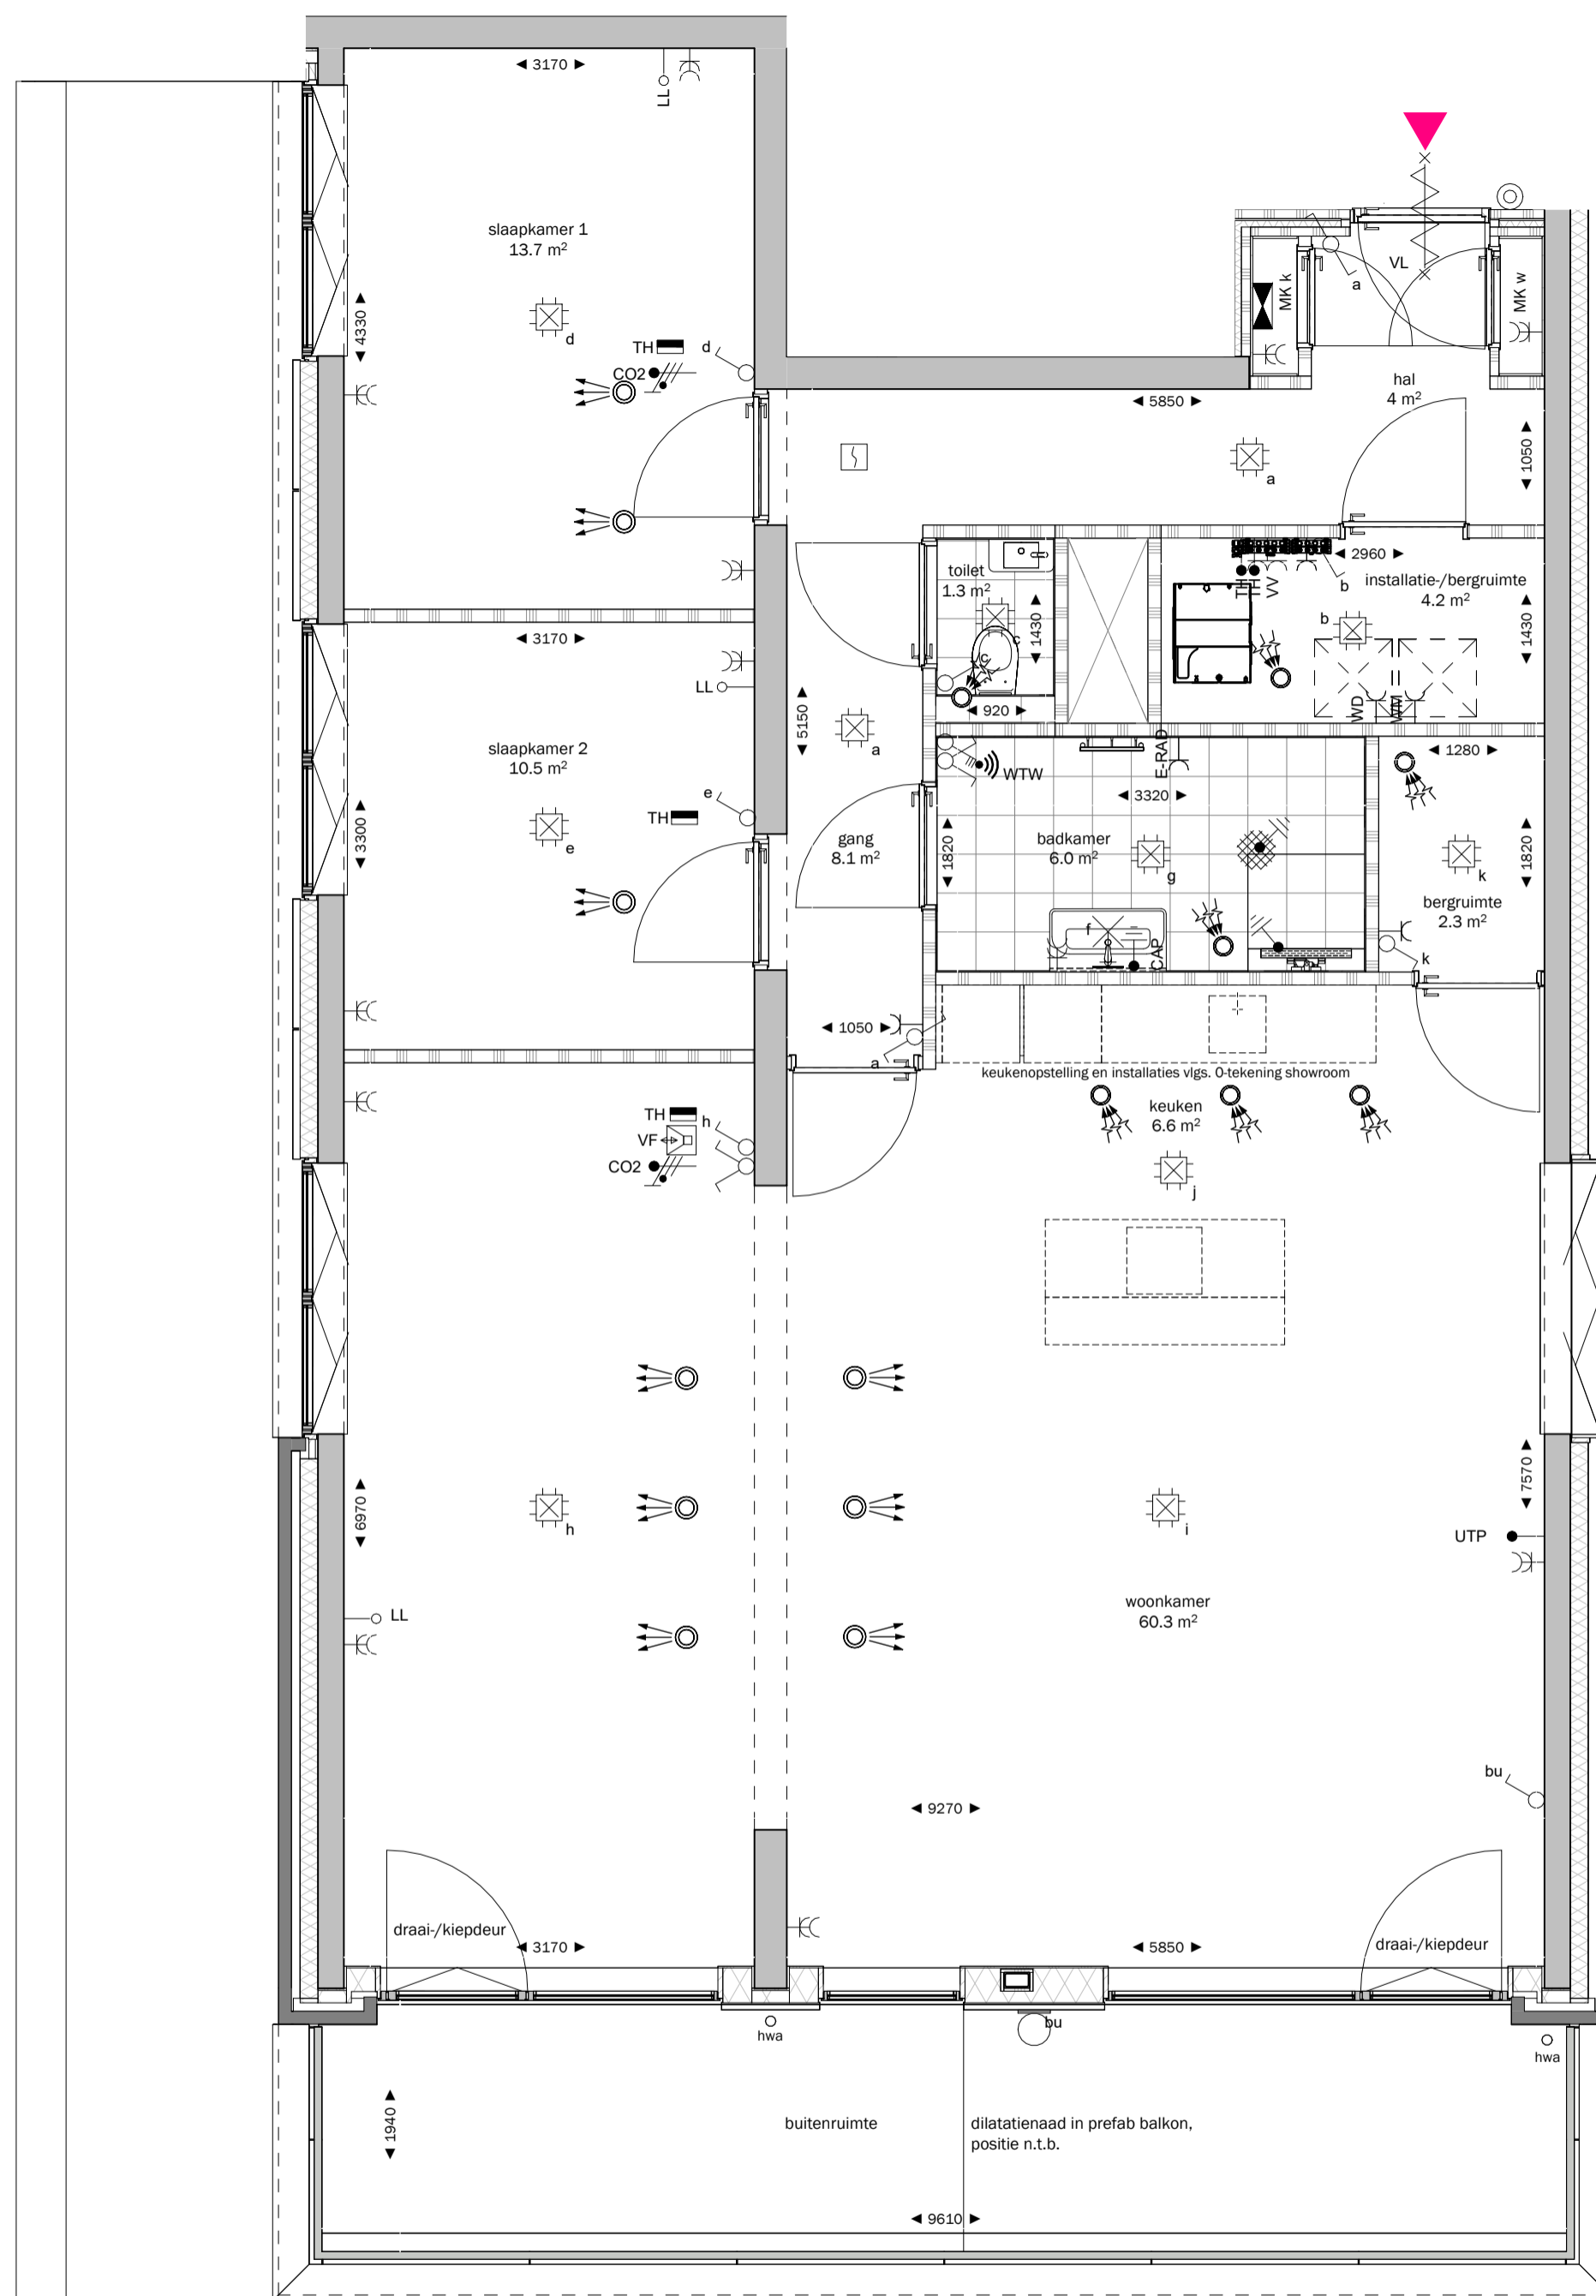 3170
LL
slaapkamer 1
13.7 m²
4330
d
TH
d
CO2
VL
a
MK k
MK w
hal
4 m²
5850
a
1050
toilet
1.3 m²
1430
c
c
920
TH
TH
VV
2960
b
installatie-/bergruimte
4.2 m²
b
1430
WD
WM
3170
LL
slaapkamer 2
10.5 m²
3300
e
TH
e
5150
a
gang
8.1 m²
1050
a
WTW
E-RAD
3320
1820
badkamer
6.0 m²
g
f
CAP
1280
1820
k
bergruimte
2.3 m²
k
keukenopstelling en installaties vlgs. 0-tekening showroom
keuken
6.6 m²
j
TH
h
VF
CO2
6970
h
i
7570
UTP
LL
woonkamer
60.3 m²
bu
9270
draai-/kiepdeur
3170
5850
draai-/kiepdeur
hwa
bu
hwa
1940
buitenruimte
dilatatienaad in prefab balkon,
positie n.t.b.
9610